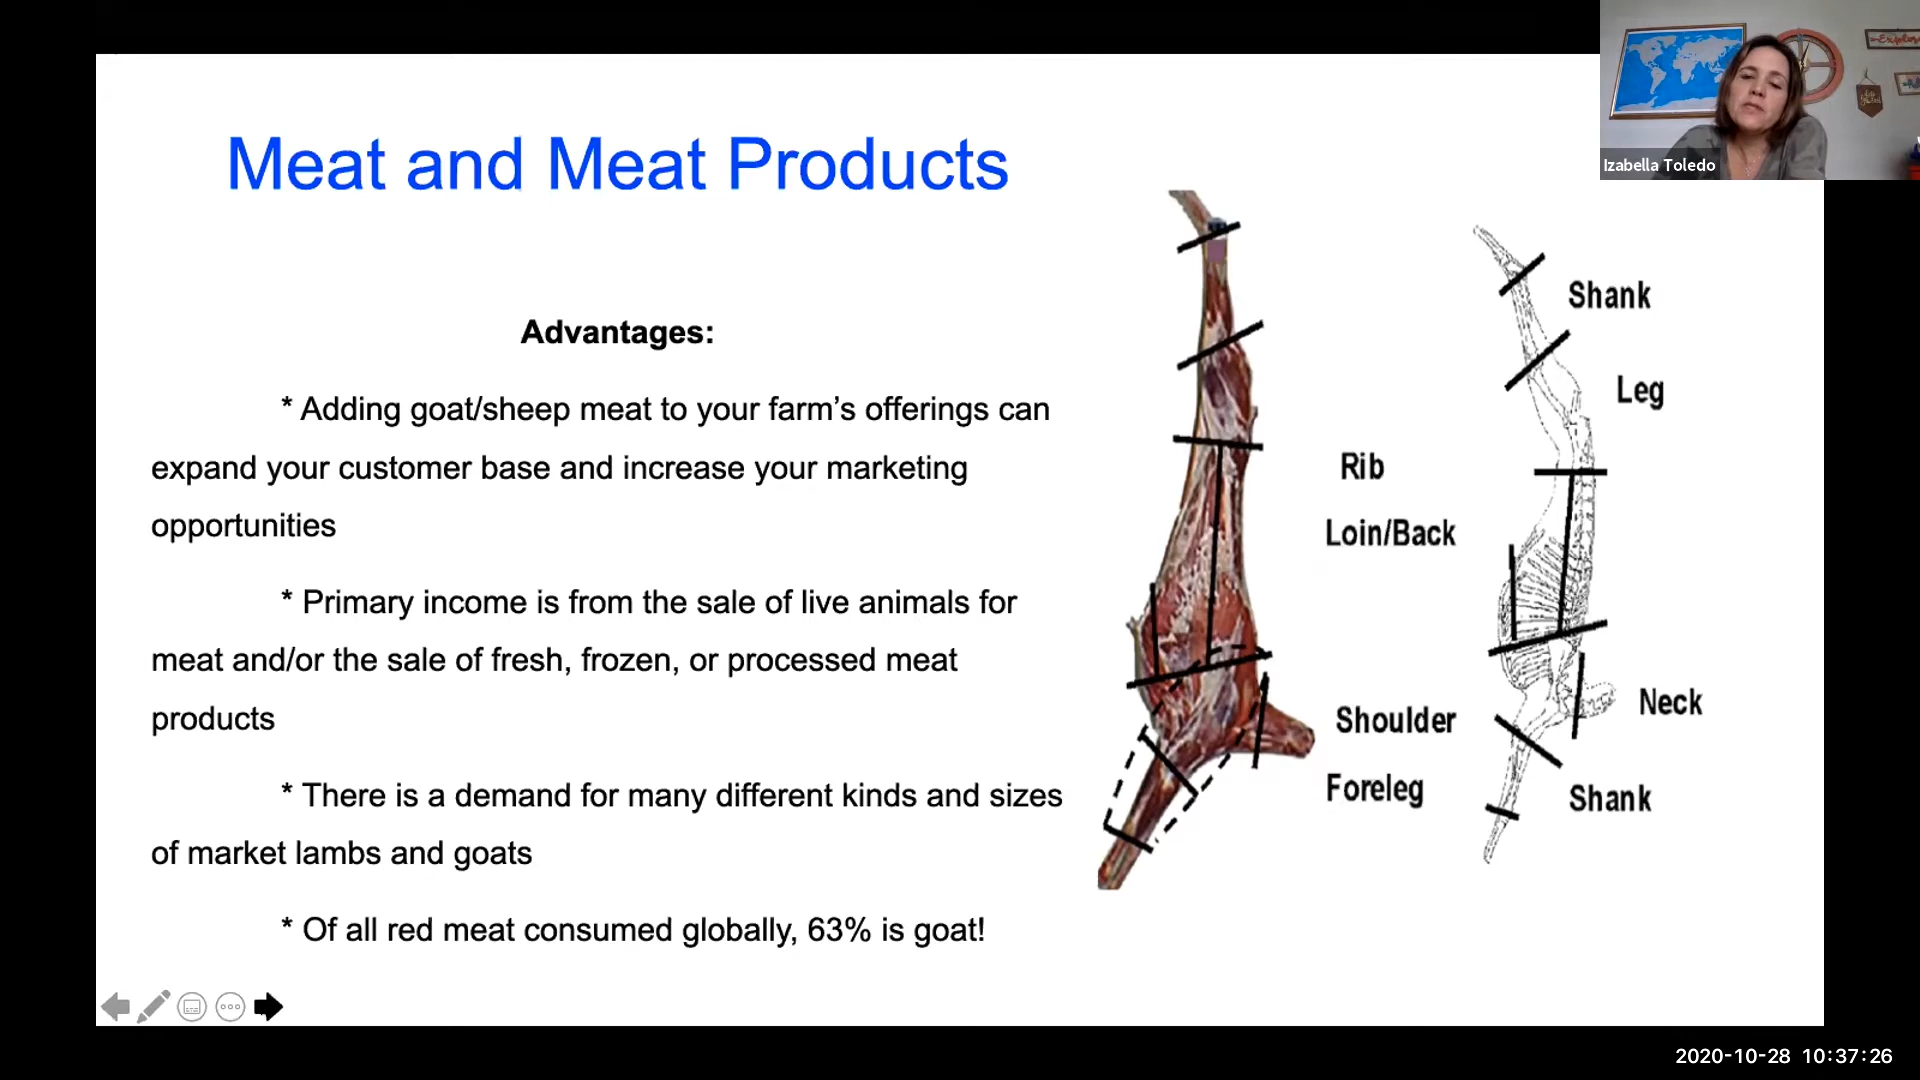 Meat and Meat Products
Advantages:
* Adding goat/sheep meat to your farm’s offerings can
expand your customer base and increase your marketing
opportunities
* Primary income is from the sale of live animals for
meat and/or the sale of fresh, frozen, or processed meat
products
* There is a demand for many different kinds and sizes
of market lambs and goats
* Of all red meat consumed globally, 63% is goat!
Shank
Leg
Rib
Loin/Back
Shoulder
Neck
Foreleg
Shank
Izabella Toledo
2020-10-28 10:37:26